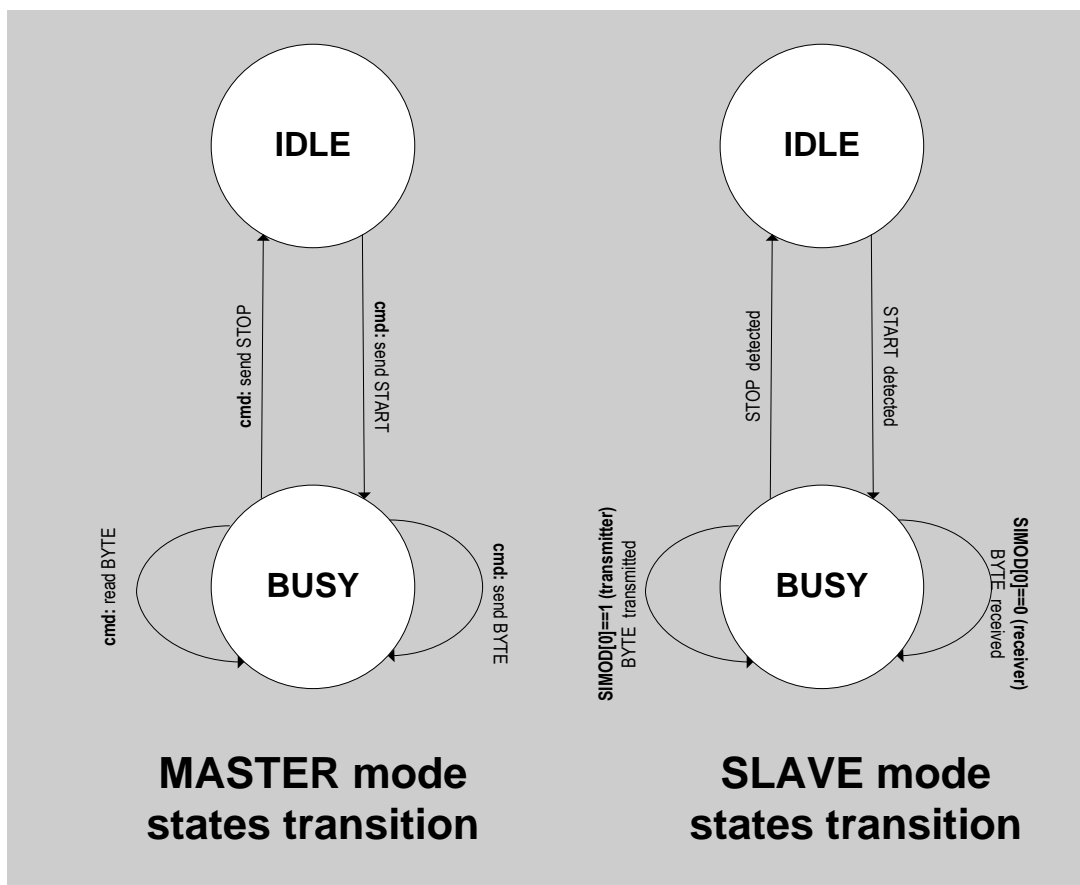 IDLE
cmd: send STOP
cmd: send START
cmd: read BYTE
BUSY
cmd: send BYTE
MASTER mode
states transition
IDLE
STOP detected
START detected
SIMOD[0]==1 (transmitter)
BYTE transmitted
BUSY
SIMOD[0]==0 (receiver)
BYTE received
SLAVE mode
states transition